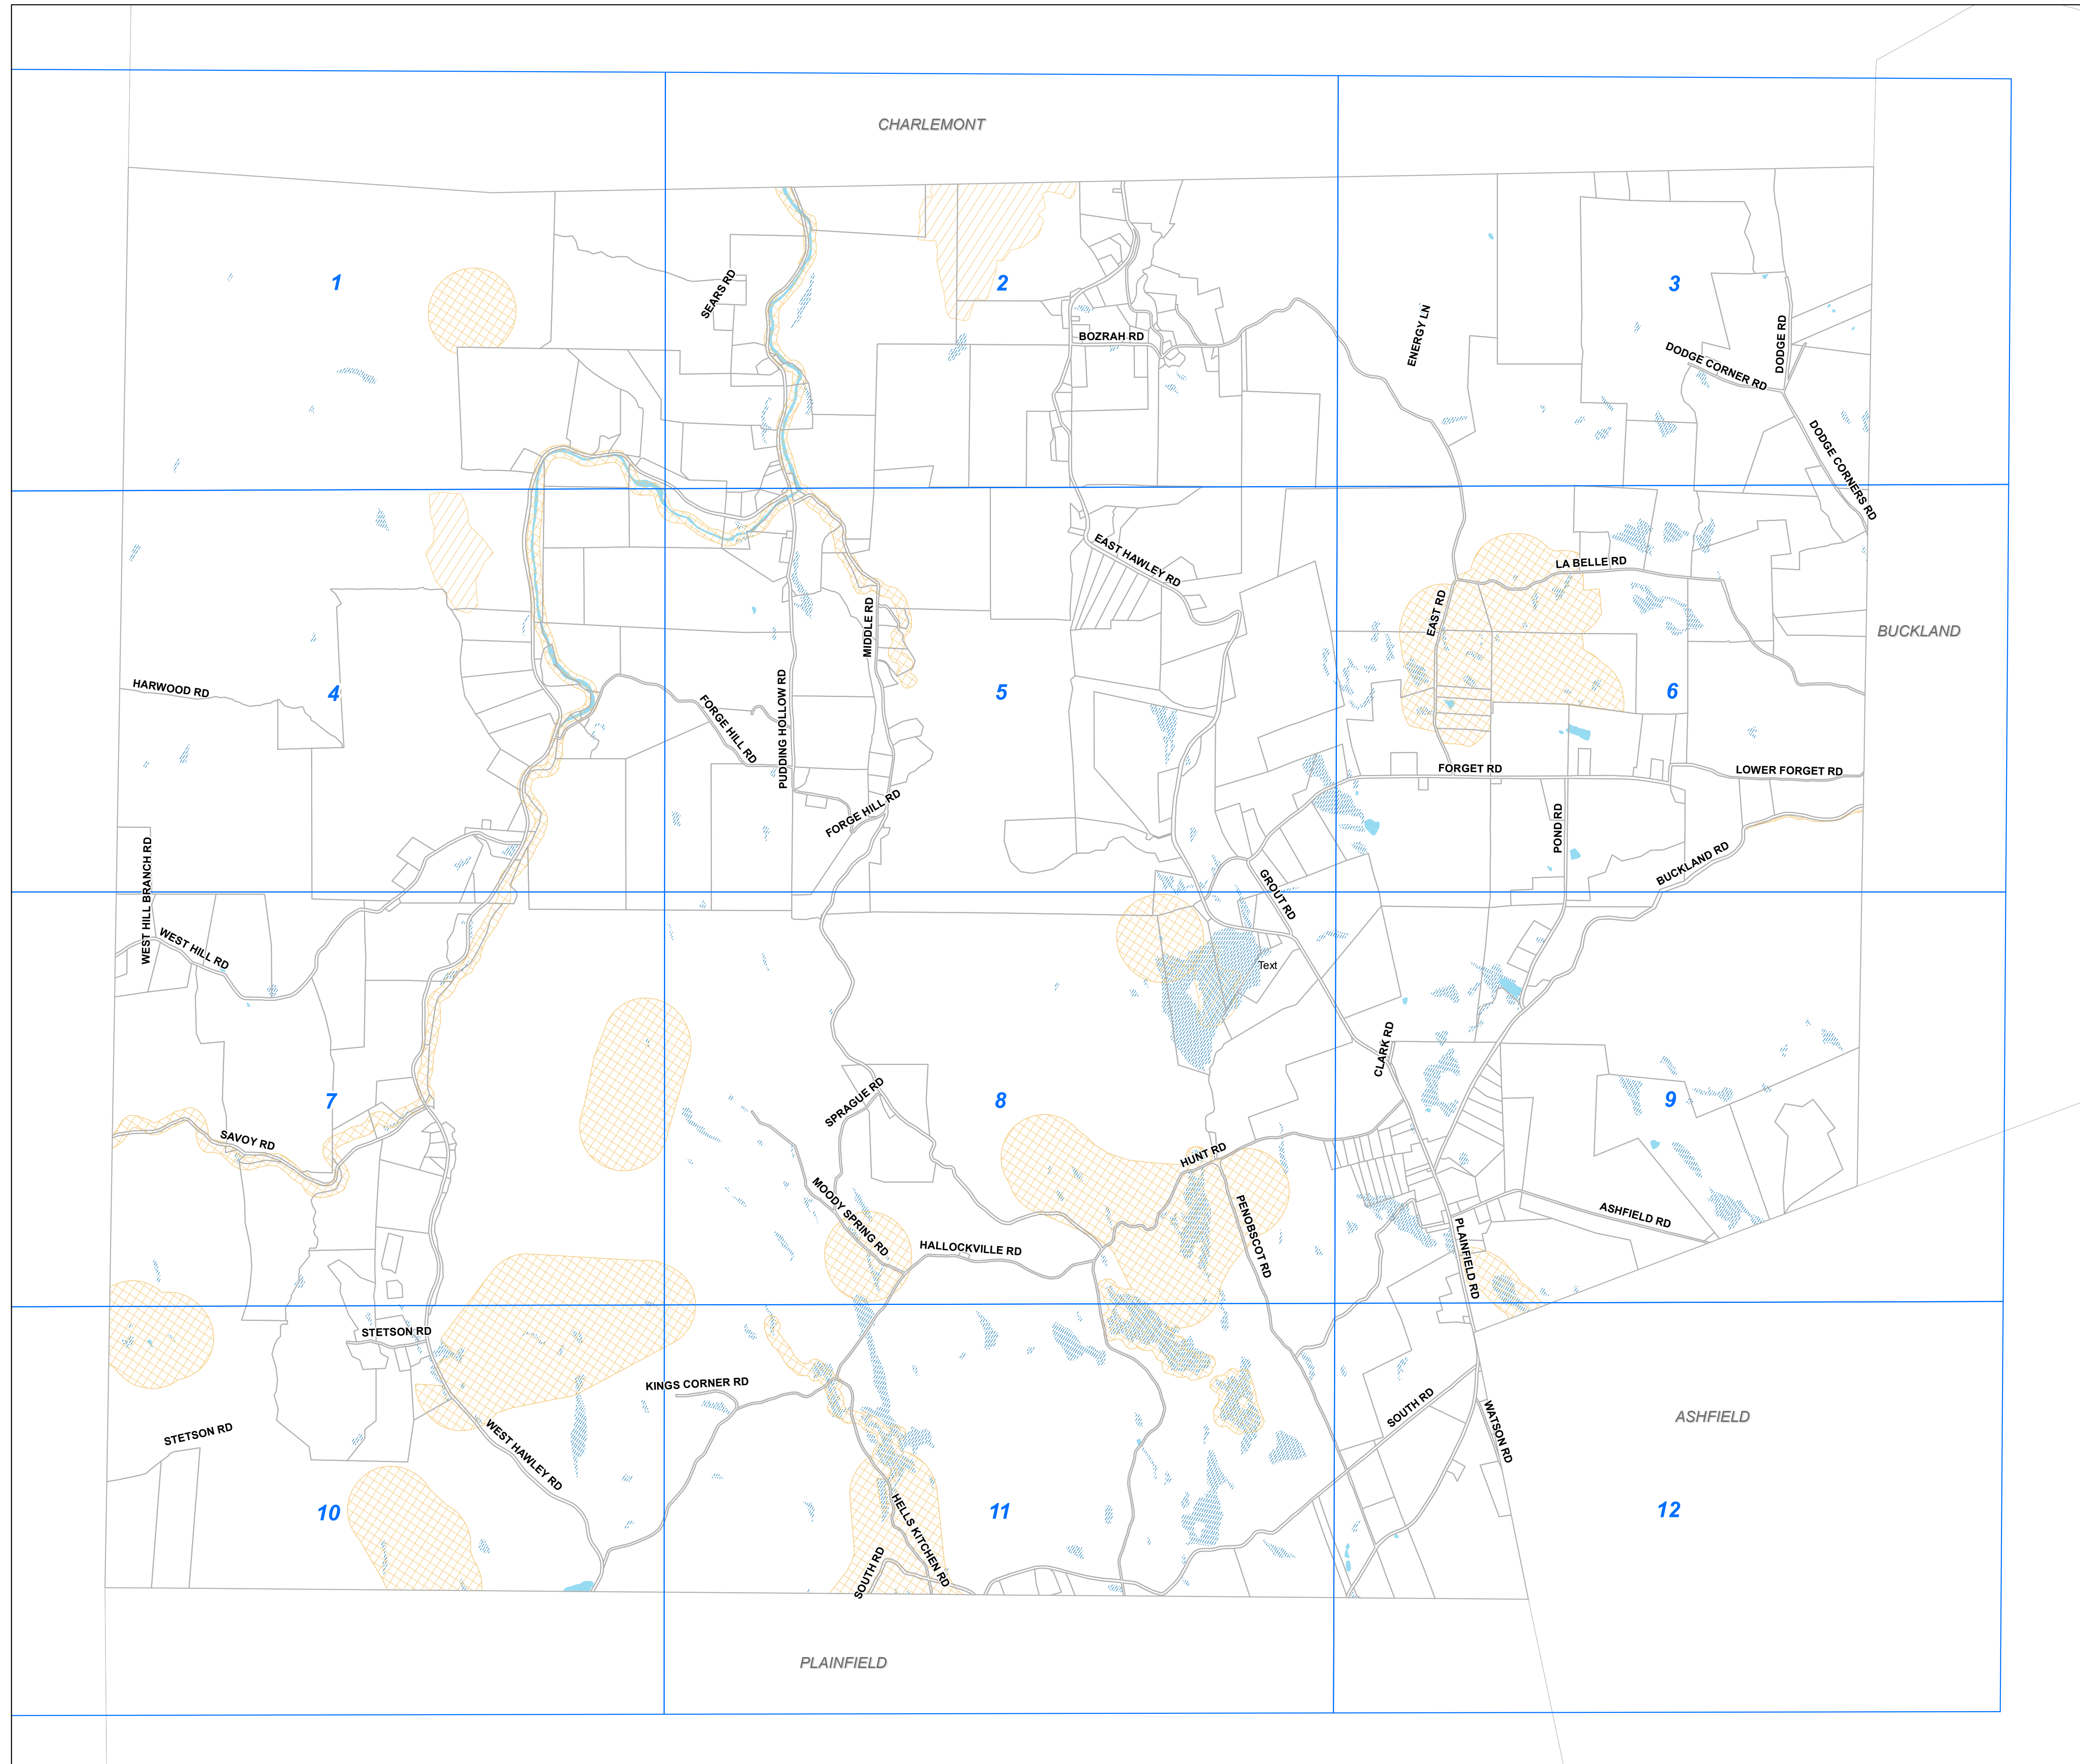 CHARLEMONT
1
2
3
SEARS RD
BOZRAH RD
ENERGY LN
DODGE RD
DODGE CORNER RD
DODGE CORNERS RD
EAST HAWLEY RD
LA BELLE RD
EAST RD
MIDDLE RD
BUCKLAND
HARWOOD RD
4
5
6
FORGE HILL RD
PUDDING HOLLOW RD
FORGE HILL RD
FORGET RD
LOWER FORGET RD
POND RD
BUCKLAND RD
WEST HILL BRANCH RD
WEST HILL RD
GROUT RD
Text
CLARK RD
7
8
9
SPRAGUE RD
SAVOY RD
HUNT RD
MOODY SPRING RD
HALLOCKVILLE RD
PENOBSCOT RD
PLAINFIELD RD
ASHFIELD RD
STETSON RD
KINGS CORNER RD
SOUTH RD
WATSON RD
ASHFIELD
STETSON RD
WEST HAWLEY RD
10
11
12
HELLS KITCHEN RD
SOUTH RD
PLAINFIELD